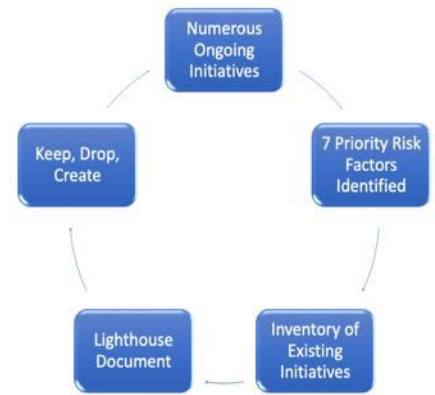 Numerous
Ongoing
Initiatives
7 Priority Risk
Factors
Identified
Inventory of
Existing
Initiatives
Lighthouse
Document
Keep, Drop,
Create